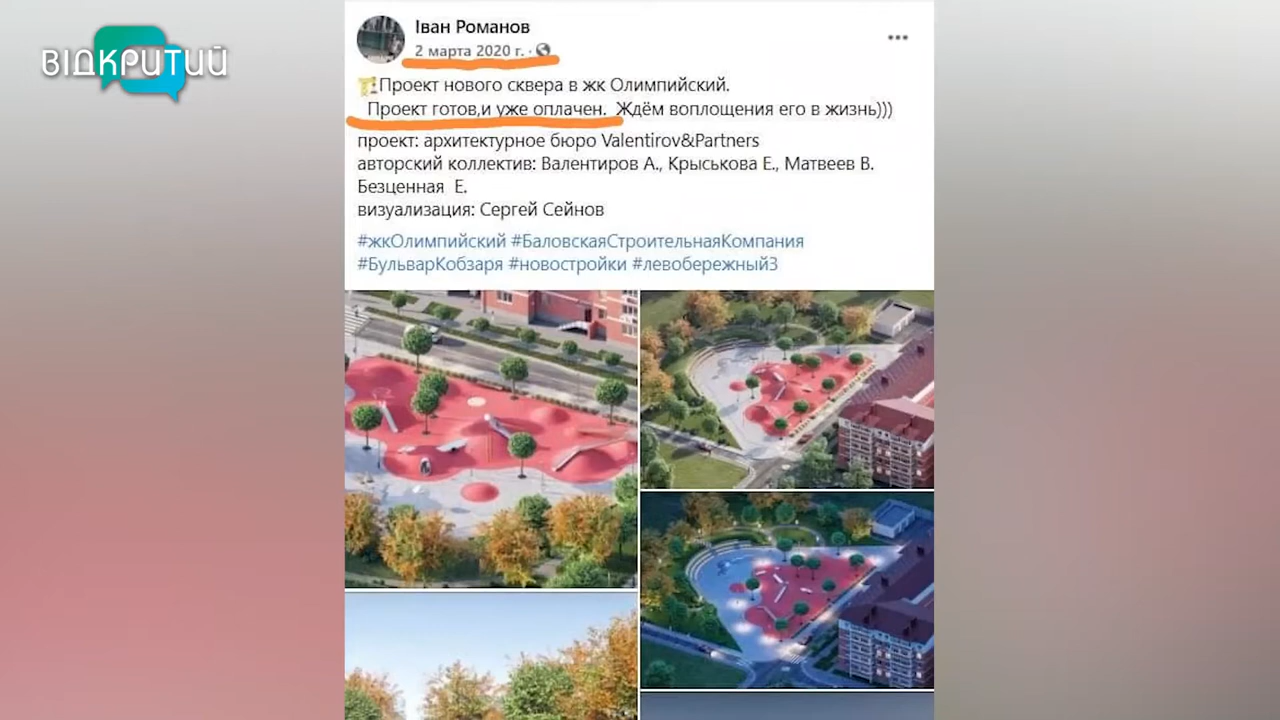 ВІДКРИТИЙ
Іван Романов
2 марта 2020 г. ·
Проект нового сквера в жк Олимпийский.
Проект готов,и уже оплачен. Ждём воплощения его в жизнь)))
проект: архитектурное бюро Valentirov&Partners
авторский коллектив: Валентиров А., Крыськова Е., Матвеев В.
Безценная Е.
визуализация: Сергей Сейнов
#жкОлимпийский #БаловскаяСтроительнаяКомпания
#БульварКобзаря #новостройки #левобережный3